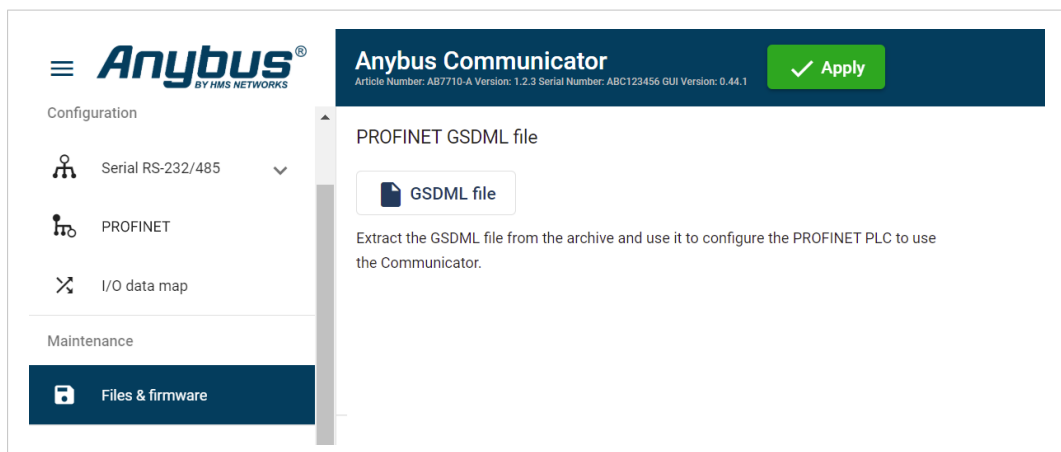 Anybus®
BY HMS NETWORKS
Configuration
Serial RS-232/485
PROFINET
I/O data map
Maintenance
Files & firmware
Anybus Communicator
Article Number: AB7710-A Version: 1.2.3 Serial Number: ABC123456 GUI Version: 0.44.1
Apply
PROFINET GSDML file
GSDML file
Extract the GSDML file from the archive and use it to configure the PROFINET PLC to use
the Communicator.